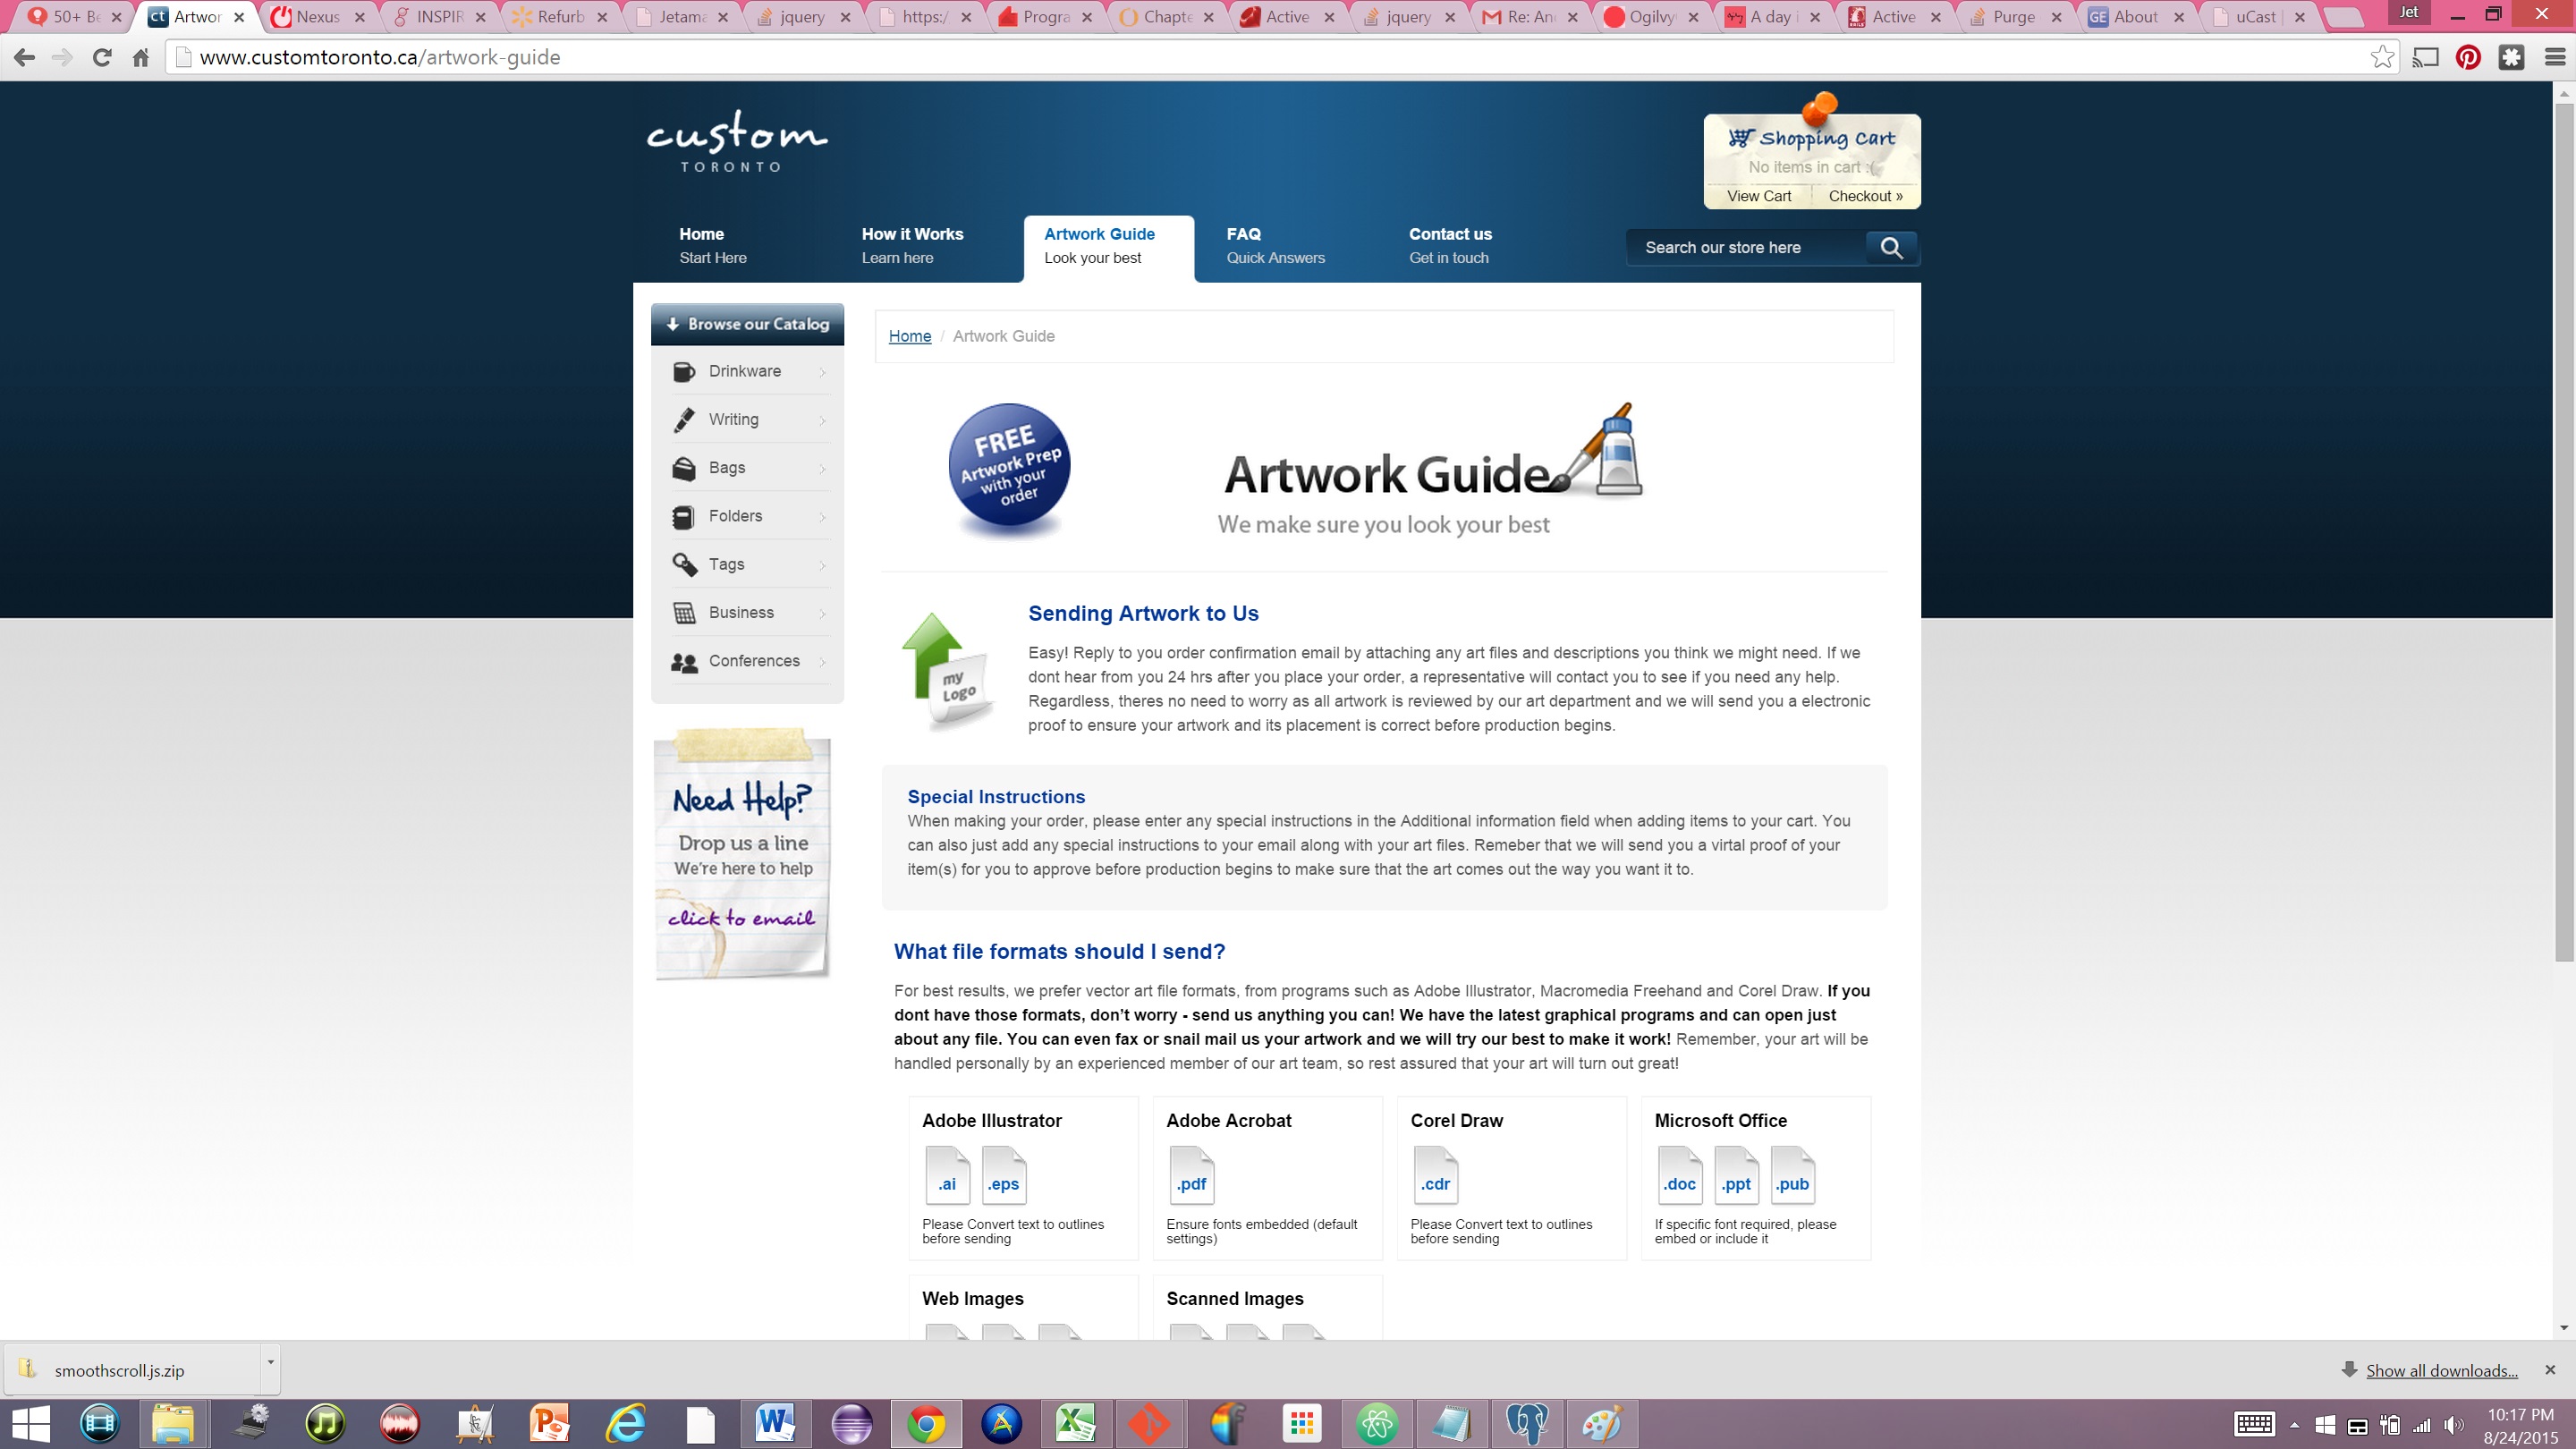 50+ Be
Artwor
Nexus
INSPIR
Refurb
Jetama
jquery
https:/
Progra
Chapte
Active
jquery
Re: An
Ogilvy
A day i
Active
Purge
GE About
uCast |
Jet
www.customtoronto.ca/artwork-guide
custom
TORONTO
Shopping Cart
No items in cart :(
View Cart
Checkout »
Home
Start Here
How it Works
Learn here
Artwork Guide
Look your best
FAQ
Quick Answers
Contact us
Get in touch
Search our store here
Browse our Catalog
Drinkware
Writing
Bags
Folders
Tags
Business
Conferences
Need Help?
Drop us a line
We're here to help
click to email
Home / Artwork Guide
FREE
Artwork Prep
with your
order
Artwork Guide
We make sure you look your best
my
Logo
Sending Artwork to Us
Easy! Reply to you order confirmation email by attaching any art files and descriptions you think we might need. If we
dont hear from you 24 hrs after you place your order, a representative will contact you to see if you need any help.
Regardless, theres no need to worry as all artwork is reviewed by our art department and we will send you a electronic
proof to ensure your artwork and its placement is correct before production begins.
Special Instructions
When making your order, please enter any special instructions in the Additional information field when adding items to your cart. You
can also just add any special instructions to your email along with your art files. Remeber that we will send you a virtal proof of your
item(s) for you to approve before production begins to make sure that the art comes out the way you want it to.
What file formats should I send?
For best results, we prefer vector art file formats, from programs such as Adobe Illustrator, Macromedia Freehand and Corel Draw. If you
dont have those formats, don't worry - send us anything you can! We have the latest graphical programs and can open just
about any file. You can even fax or snail mail us your artwork and we will try our best to make it work! Remember, your art will be
handled personally by an experienced member of our art team, so rest assured that your art will turn out great!
Adobe Illustrator
.ai
.eps
Please Convert text to outlines
before sending
Adobe Acrobat
.pdf
Ensure fonts embedded (default
settings)
Corel Draw
.cdr
Please Convert text to outlines
before sending
Microsoft Office
.doc
.ppt
.pub
If specific font required, please
embed or include it
Web Images
Scanned Images
smoothscroll.js.zip
Show all downloads...
10:17 PM
8/24/2015